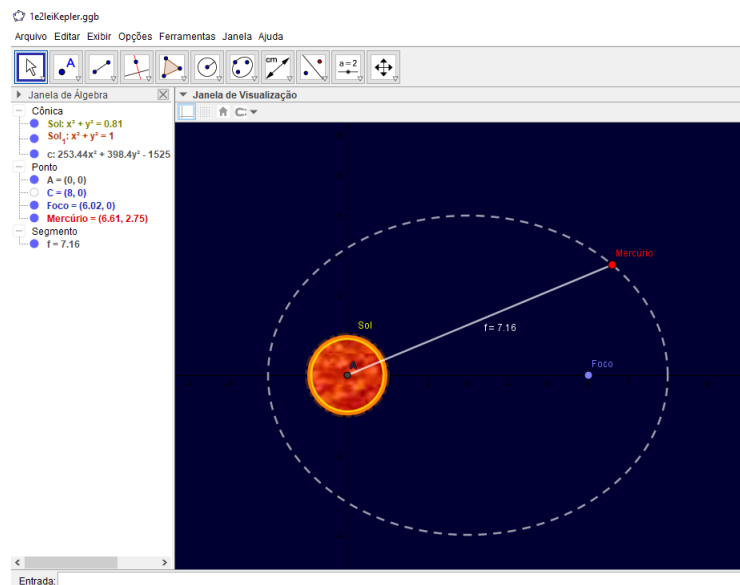 1e2leiKepler.ggb
Arquivo Editar Exibir Opções Ferramentas Janela Ajuda
A
cm
a=2
Janela de Álgebra
Janela de Visualização
Cônica
Sol: x² + y² = 0.81
Sol₁: x² + y² = 1
c: 253.44x² + 398.4y² - 1525
Ponto
A = (0, 0)
C = (8, 0)
Foco = (6.02, 0)
Mercúrio = (6.61, 2.75)
Segmento
f = 7.16
Mercúrio
Sol
f = 7.16
A
Foco
Entrada: